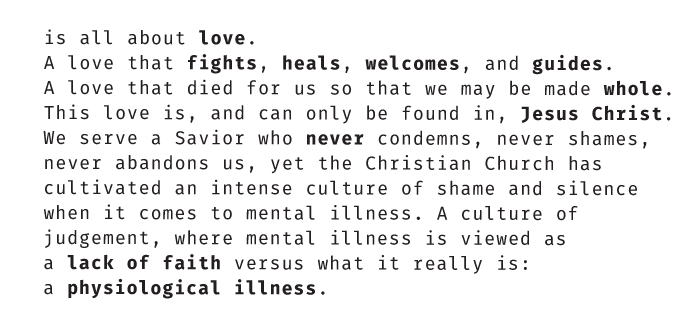 is all about love.
A love that fights, heals, welcomes, and guides.
A love that died for us so that we may be made whole.
This love is, and can only be found in, Jesus Christ.
We serve a Savior who never condemns, never shames,
never abandons us, yet the Christian Church has
cultivated an intense culture of shame and silence
when it comes to mental illness. A culture of
judgement, where mental illness is viewed as
a lack of faith versus what it really is:
a physiological illness.